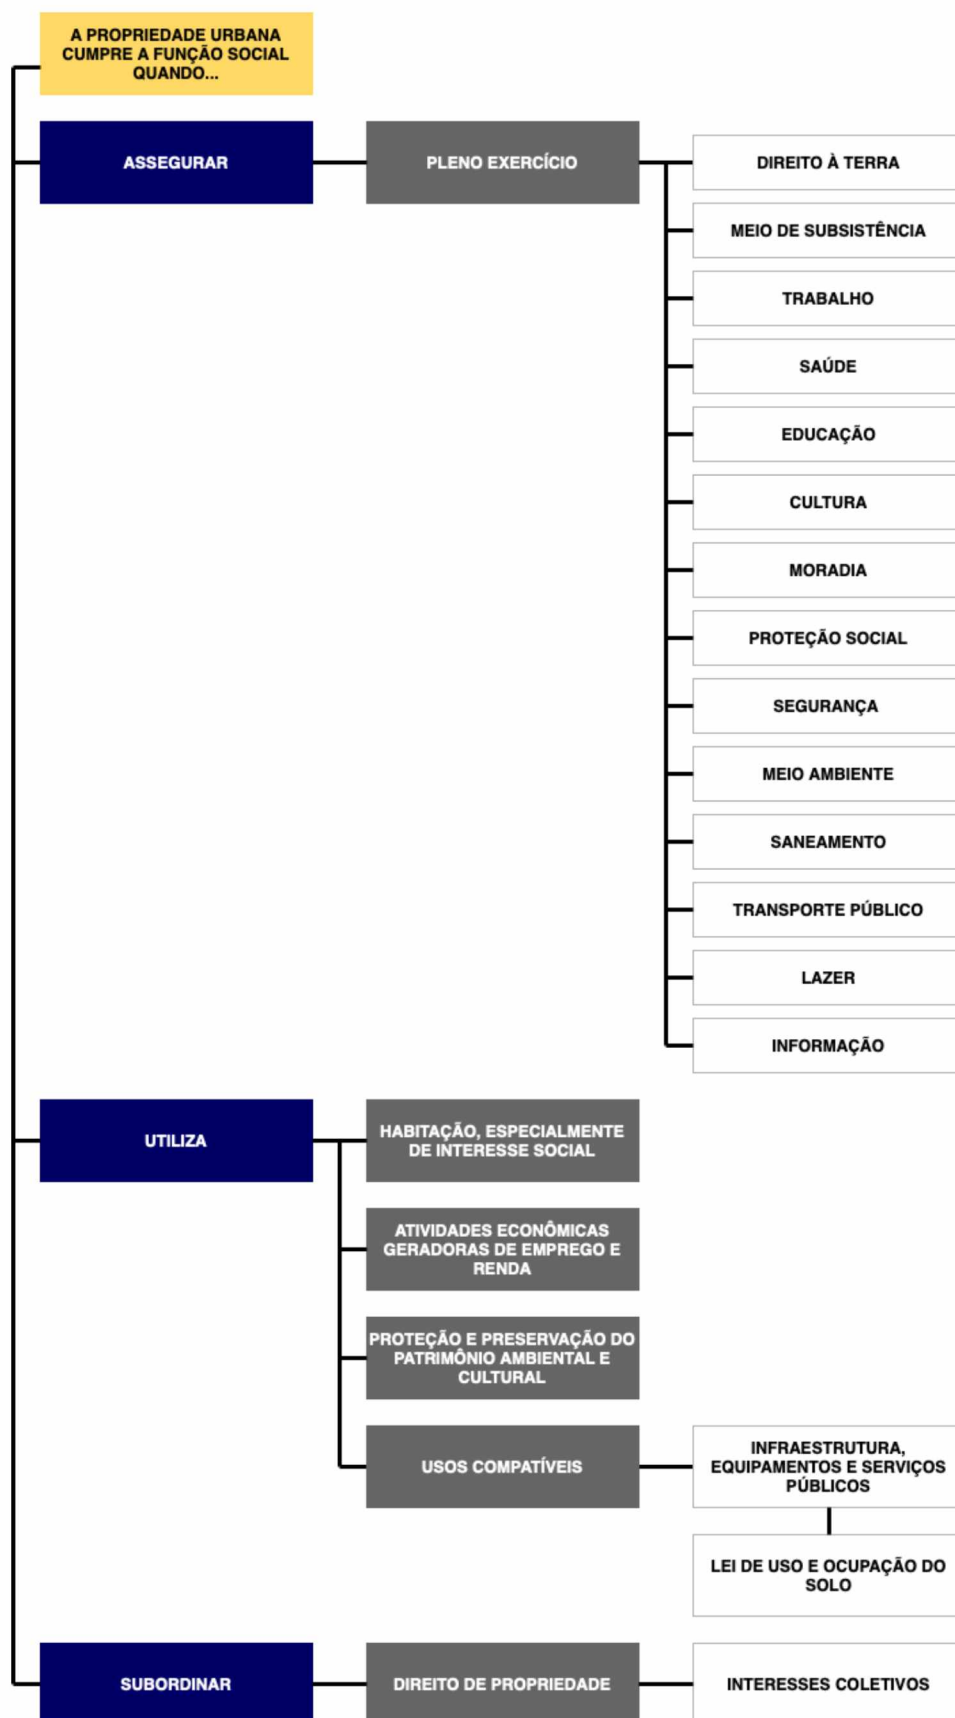 A PROPRIEDADE URBANA
CUMPRE A FUNÇÃO SOCIAL
QUANDO...
ASSEGURAR
PLENO EXERCÍCIO
DIREITO À TERRA
MEIO DE SUBSISTÊNCIA
TRABALHO
SAÚDE
EDUCAÇÃO
CULTURA
MORADIA
PROTEÇÃO SOCIAL
SEGURANÇA
MEIO AMBIENTE
SANEAMENTO
TRANSPORTE PÚBLICO
LAZER
INFORMAÇÃO
UTILIZA
HABITAÇÃO, ESPECIALMENTE
DE INTERESSE SOCIAL
ATIVIDADES ECONÔMICAS
GERADORAS DE EMPREGO E
RENDA
PROTEÇÃO E PRESERVAÇÃO DO
PATRIMÔNIO AMBIENTAL E
CULTURAL
USOS COMPATÍVEIS
INFRAESTRUTURA,
EQUIPAMENTOS E SERVIÇOS
PÚBLICOS
LEI DE USO E OCUPAÇÃO DO
SOLO
SUBORDINAR
DIREITO DE PROPRIEDADE
INTERESSES COLETIVOS